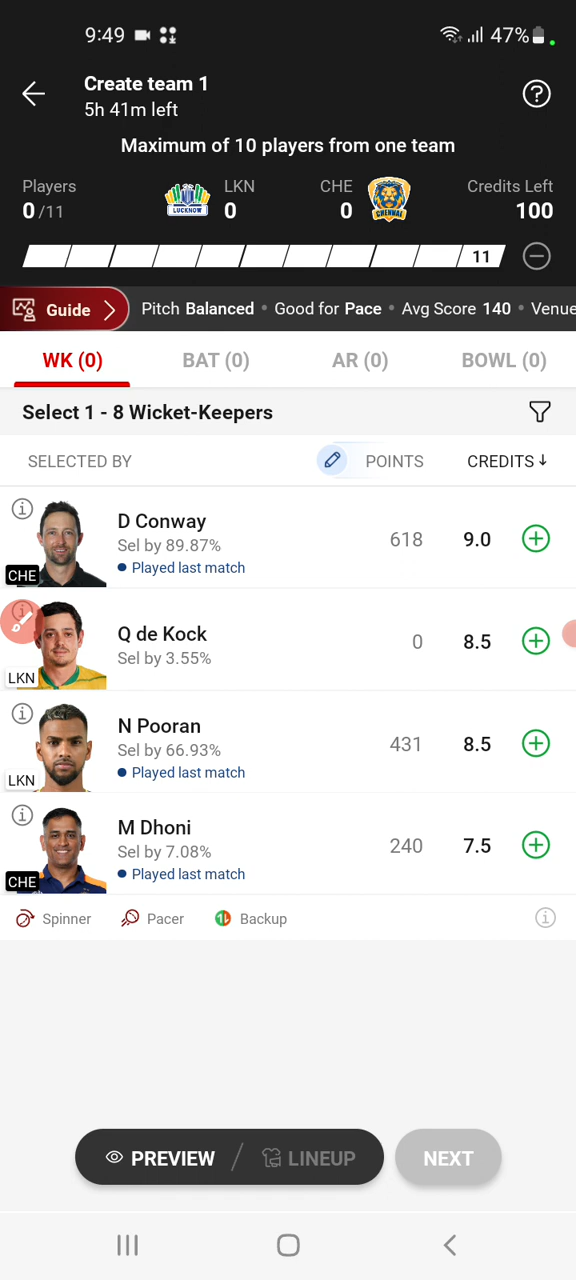 9:49 47%
Create team 1
5h 41m left
Maximum of 10 players from one team
Players LKN CHE Credits Left
0/11 LUCKNOW 0 0 CHENNAI 100
11
Guide Pitch Balanced • Good for Pace • Avg Score 140 • Venue
WK (0) BAT (0) AR (0) BOWL (0)
Select 1 - 8 Wicket-Keepers
SELECTED BY POINTS CREDITS↓
D Conway
Sel by 89.87% 618 9.0
CHE Played last match
Q de Kock
Sel by 3.55% 0 8.5
LKN
N Pooran
Sel by 66.93% 431 8.5
LKN Played last match
M Dhoni
Sel by 7.08% 240 7.5
CHE Played last match
Spinner Pacer Backup
PREVIEW / LINEUP NEXT